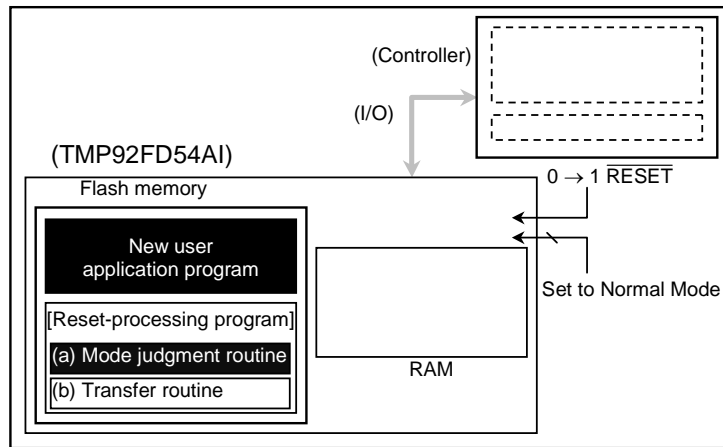 (Controller)
(I/O)
(TMP92FD54AI)
0 → 1 RESET
Flash memory
New user
application program
Set to Normal Mode
[Reset-processing program]
(a) Mode judgment routine
RAM
(b) Transfer routine